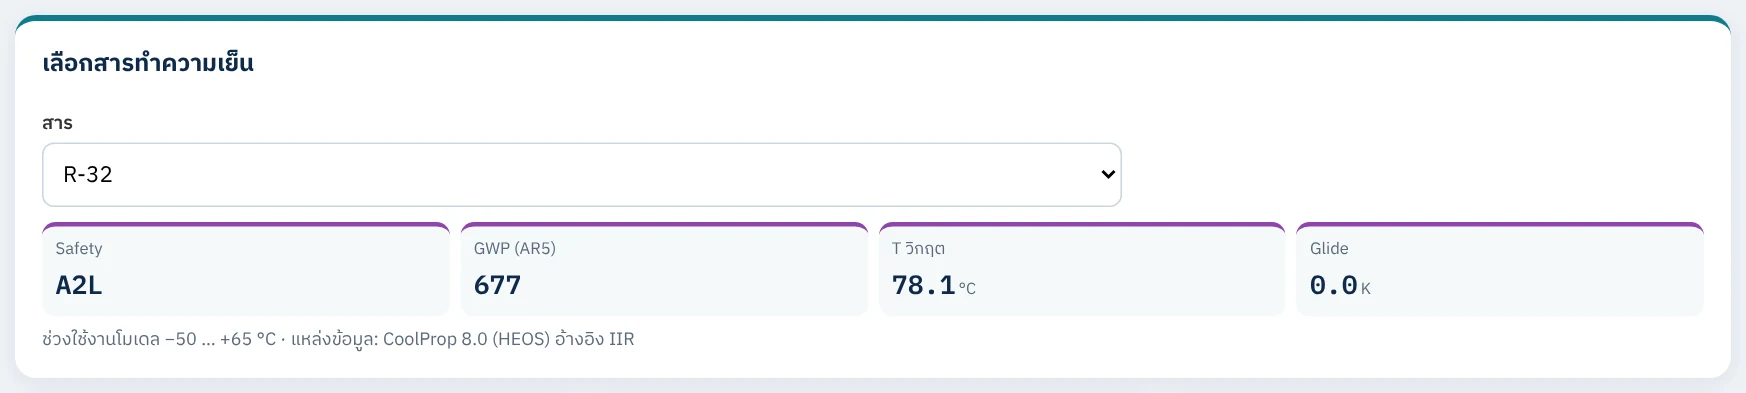 เลือกสารทำความเย็น
สาร
R-32
Safety
A2L
GWP (AR5)
677
T วิกฤต
78.1 °C
Glide
0.0 K
ช่วงใช้งานโมเดล −50 … +65 °C · แหล่งข้อมูล: CoolProp 8.0 (HEOS) อ้างอิง IIR